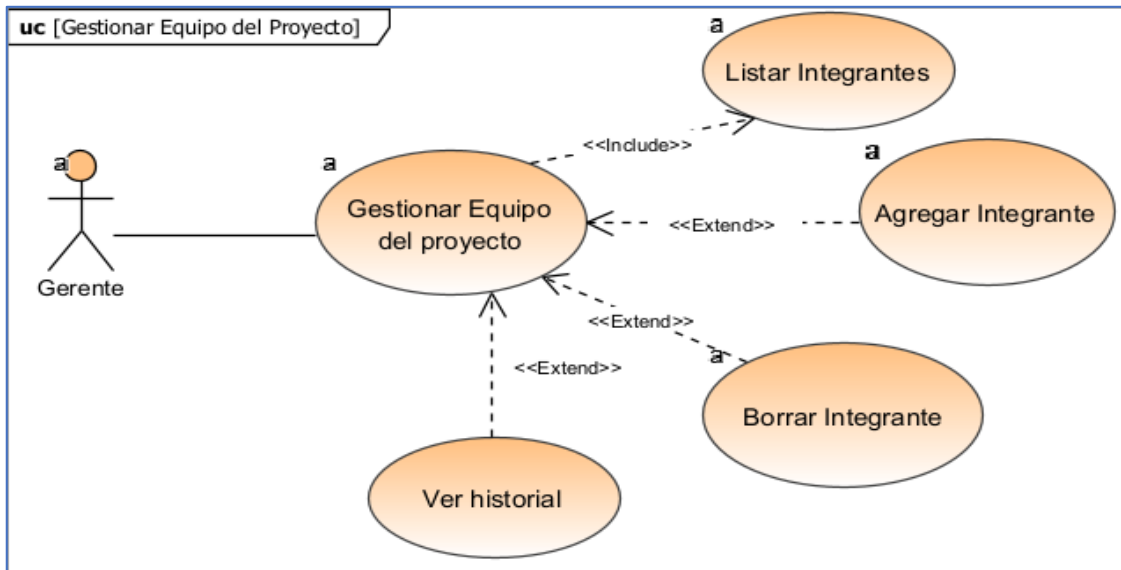 uc [Gestionar Equipo del Proyecto]
a
Listar Integrantes
<<Include>>
a
Gerente
a
Gestionar Equipo
del proyecto
a
Agregar Integrante
<<Extend>>
<<Extend>>
a
Borrar Integrante
<<Extend>>
Ver historial